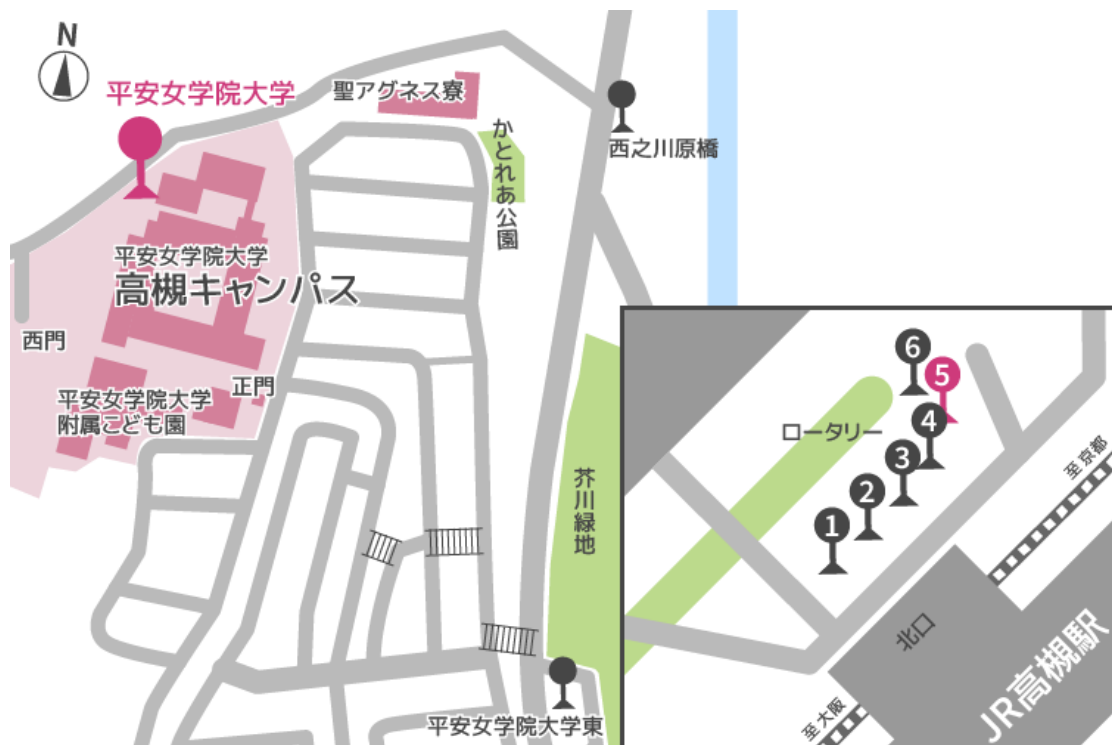 N
平安女学院大学
聖アグネス寮
かとれあ公園
西之川原橋
平安女学院大学
高槻キャンパス
西門
正門
平安女学院大学
附属こども園
芥川緑地
平安女学院大学東
ロータリー
6
5
4
3
2
1
至京都
北口
JR高槻駅
至大阪